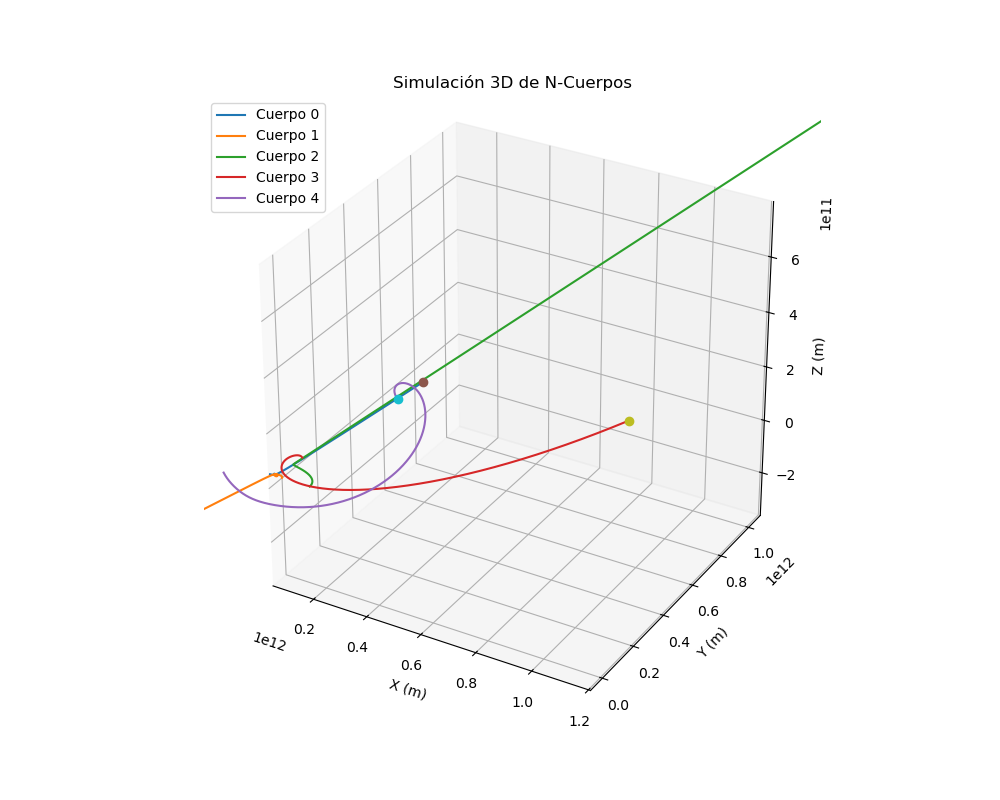 Simulación 3D de N-Cuerpos
Cuerpo 0
Cuerpo 1
Cuerpo 2
Cuerpo 3
Cuerpo 4
1e11
6
4
2
0
−2
Z (m)
1.0
0.8
0.6
0.4
0.2
0.0
1e12
Y (m)
0.2
0.4
0.6
0.8
1.0
1.2
1e12
X (m)